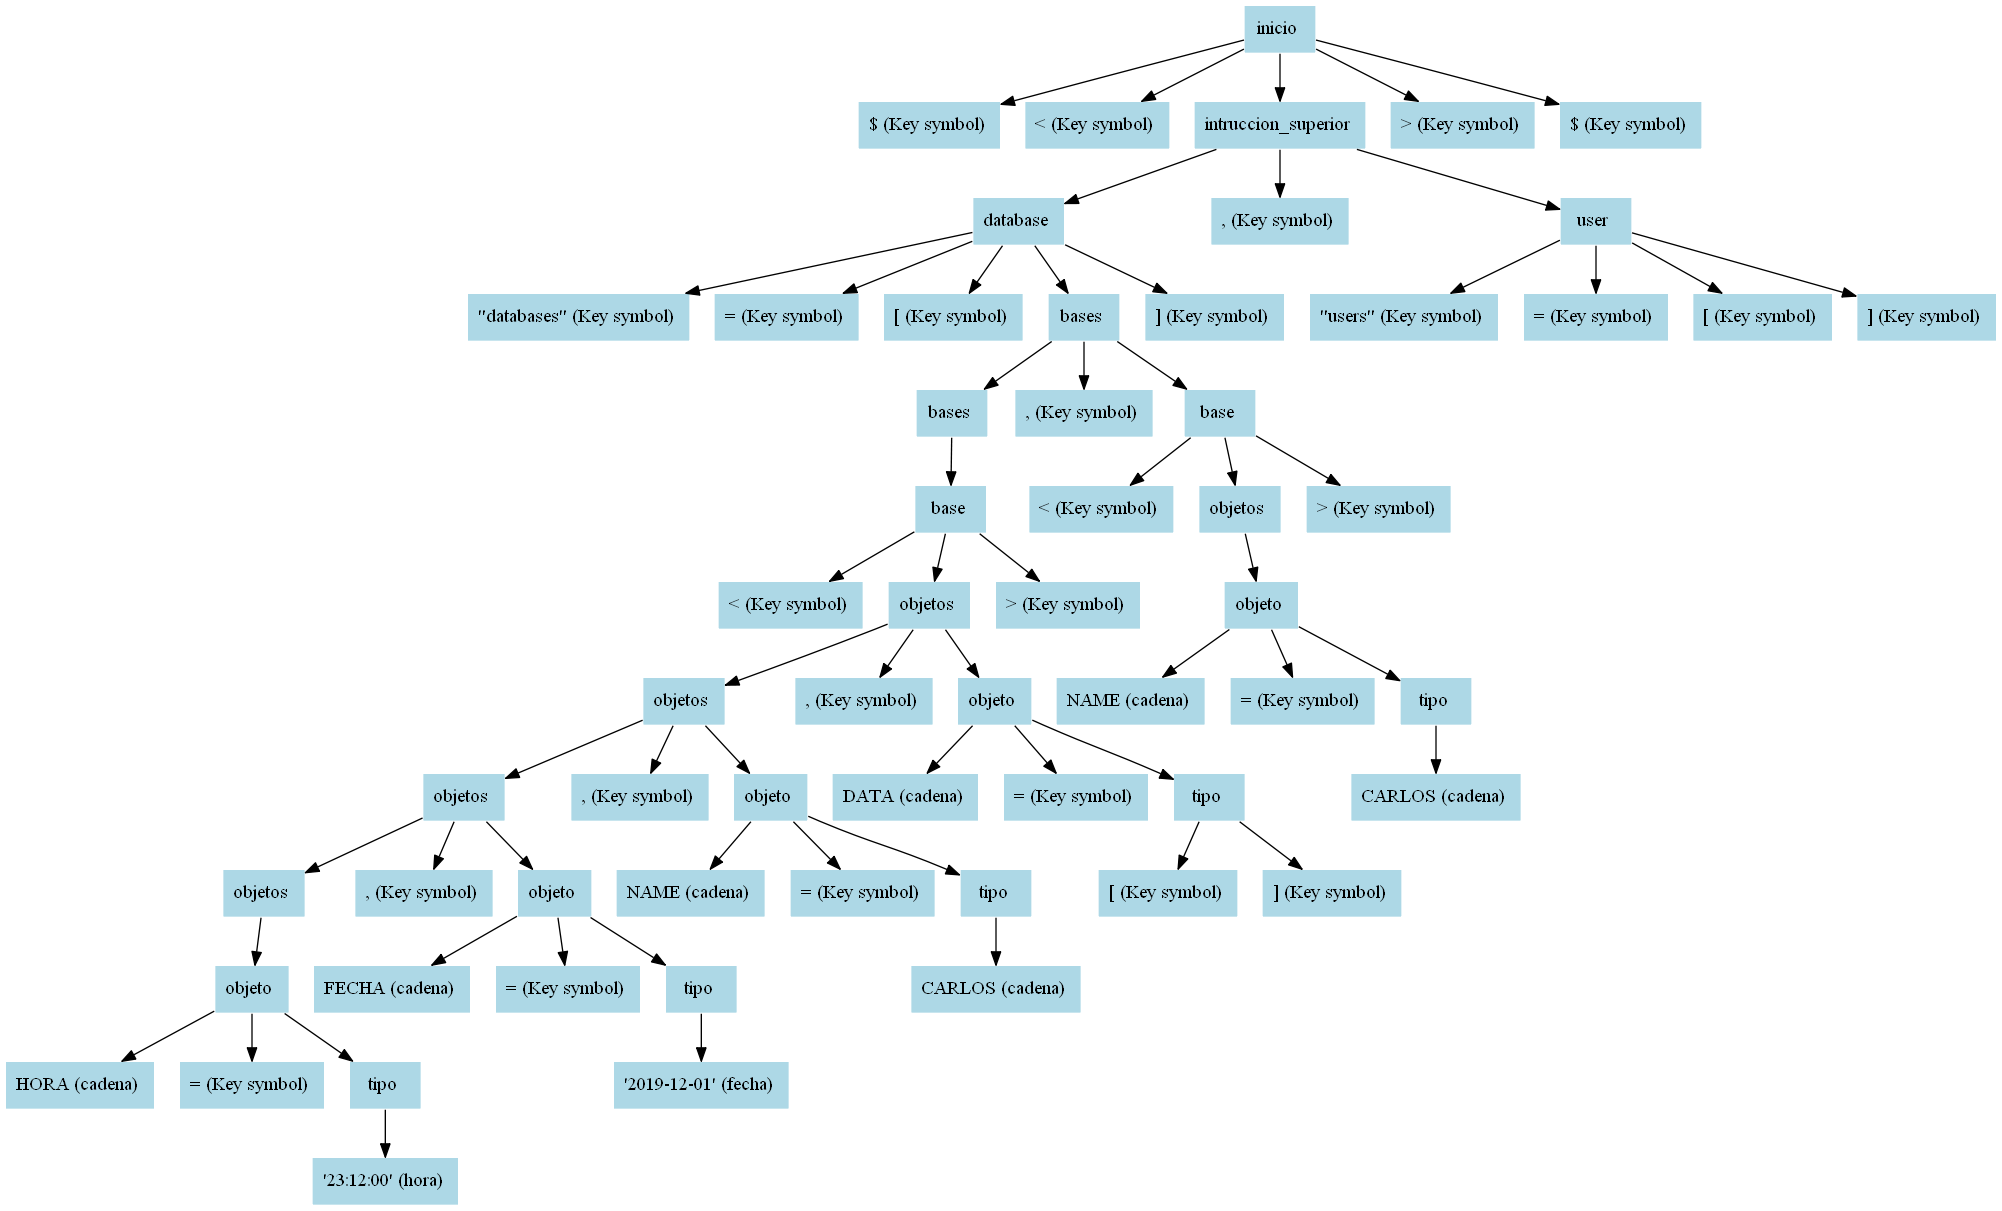 inicio
$ (Key symbol)
< (Key symbol)
intruccion_superior
> (Key symbol)
$ (Key symbol)
database
, (Key symbol)
user
"databases" (Key symbol)
= (Key symbol)
[ (Key symbol)
bases
] (Key symbol)
"users" (Key symbol)
= (Key symbol)
[ (Key symbol)
] (Key symbol)
bases
, (Key symbol)
base
base
< (Key symbol)
objetos
> (Key symbol)
< (Key symbol)
objetos
> (Key symbol)
objeto
objetos
, (Key symbol)
objeto
NAME (cadena)
= (Key symbol)
tipo
objetos
, (Key symbol)
objeto
DATA (cadena)
= (Key symbol)
tipo
CARLOS (cadena)
objetos
, (Key symbol)
objeto
NAME (cadena)
= (Key symbol)
tipo
[ (Key symbol)
] (Key symbol)
objeto
FECHA (cadena)
= (Key symbol)
tipo
CARLOS (cadena)
HORA (cadena)
= (Key symbol)
tipo
'2019-12-01' (fecha)
'23:12:00' (hora)